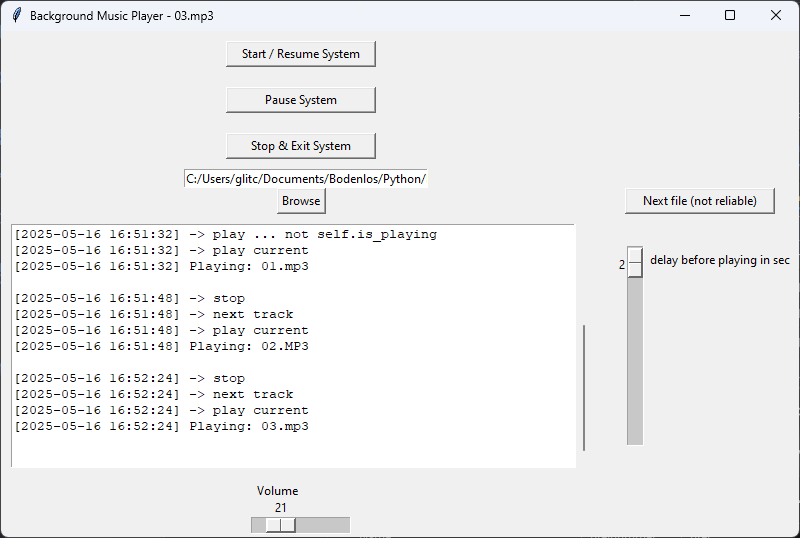 Background Music Player - 03.mp3
Start / Resume System
Pause System
Stop & Exit System
C:/Users/glitc/Documents/Bodenlos/Python/
Browse
Next file (not reliable)
[2025-05-16 16:51:32] -> play ... not self.is_playing
[2025-05-16 16:51:32] -> play current
[2025-05-16 16:51:32] Playing: 01.mp3
[2025-05-16 16:51:48] -> stop
[2025-05-16 16:51:48] -> next track
[2025-05-16 16:51:48] -> play current
[2025-05-16 16:51:48] Playing: 02.MP3
[2025-05-16 16:52:24] -> stop
[2025-05-16 16:52:24] -> next track
[2025-05-16 16:52:24] -> play current
[2025-05-16 16:52:24] Playing: 03.mp3
2 delay before playing in sec
Volume
21